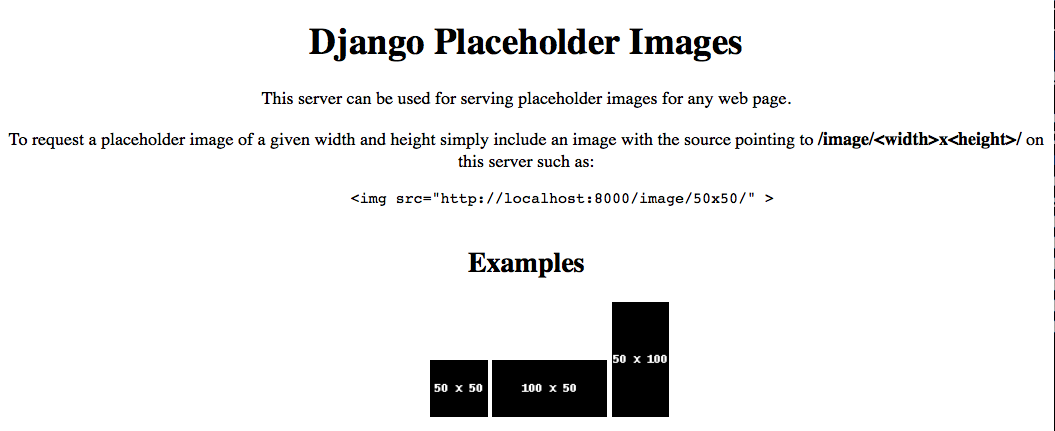 Django Placeholder Images
This server can be used for serving placeholder images for any web page.
To request a placeholder image of a given width and height simply include an image with the source pointing to /image/<width>x<height>/ on
this server such as:
<img src="http://localhost:8000/image/50x50/" >
Examples
50 x 50
100 x 50
50 x 100